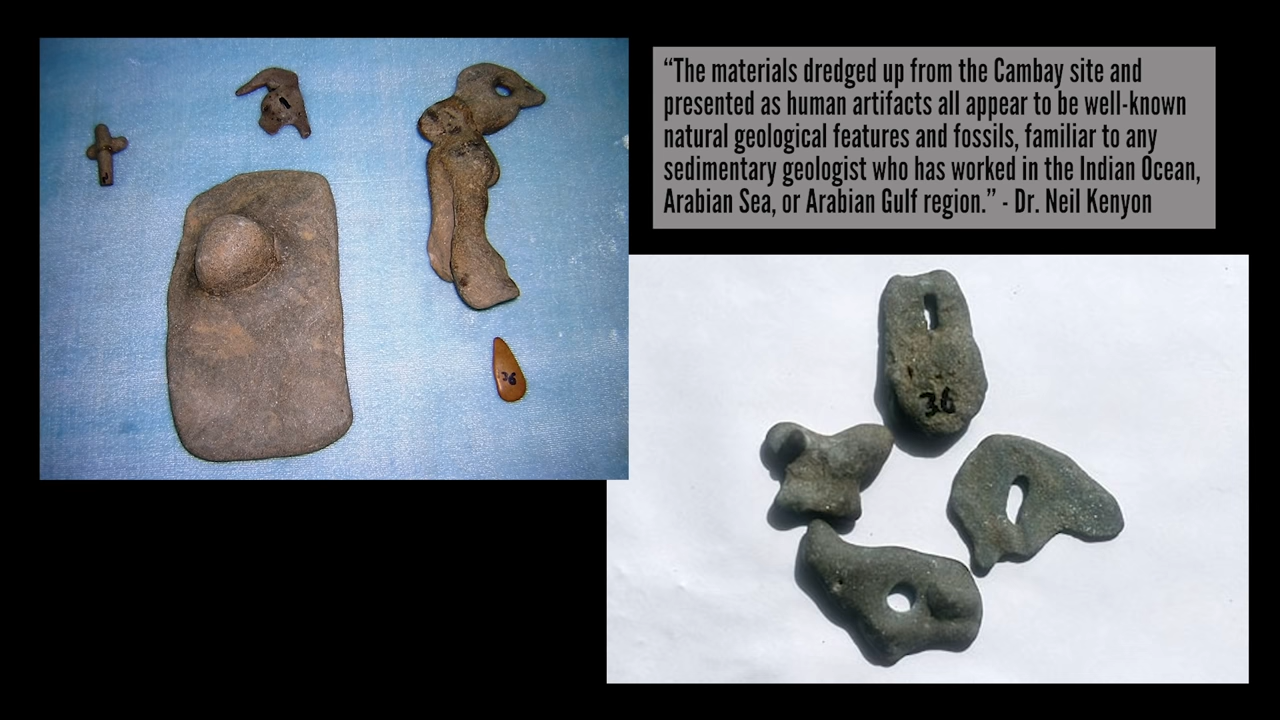 “The materials dredged up from the Cambay site and
presented as human artifacts all appear to be well-known
natural geological features and fossils, familiar to any
sedimentary geologist who has worked in the Indian Ocean,
Arabian Sea, or Arabian Gulf region.” - Dr. Neil Kenyon
36
36